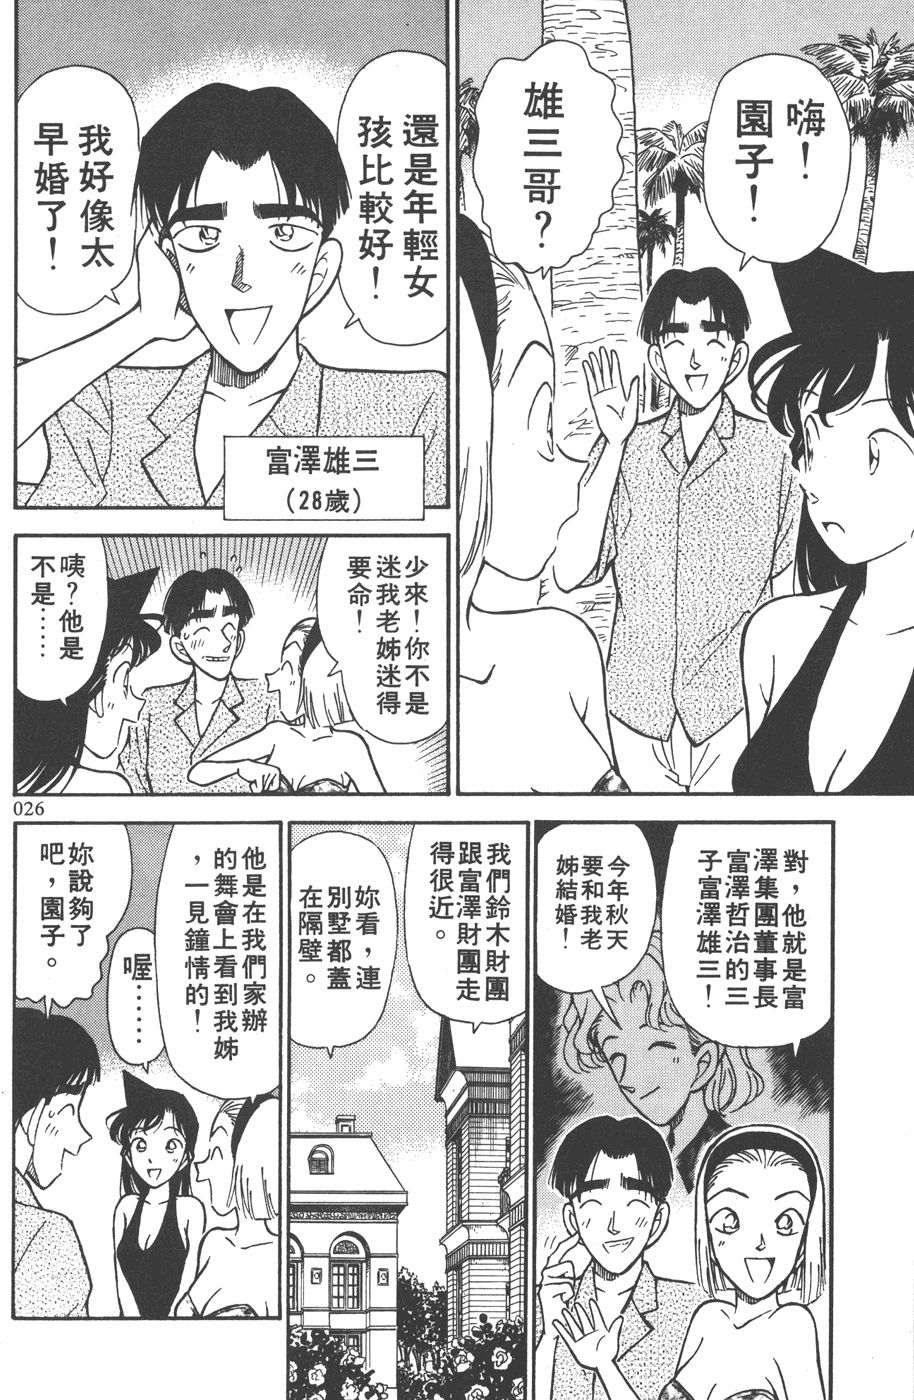 嗨！
園子！
雄三哥？
還是年輕女
孩比較好！
我好像太
早婚了！
富澤雄三
（28歲）
少來！你不是
迷我老姊迷得
要命！
咦？他是
不是……
026
對，他就是富
澤集團董事長
富澤哲治的三
子富澤雄三！
今年秋天
要和我老
姊結婚！
我們鈴木財團
跟富澤財團走
得很近。
妳看，連
別墅都蓋
在隔壁。
他是在我們家辦
的舞會上看到我姊
，一見鐘情的！
喔……
妳說夠了
吧，園子。